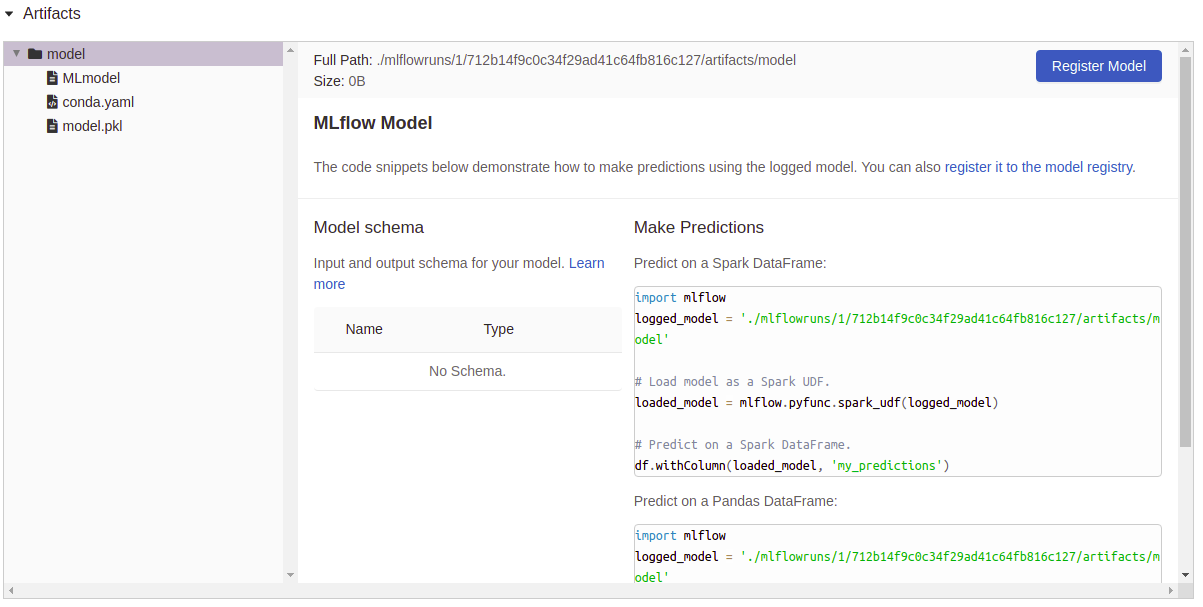 Artifacts
model
MLmodel
conda.yaml
model.pkl
Full Path: ./mlflowruns/1/712b14f9c0c34f29ad41c64fb816c127/artifacts/model
Size: 0B
Register Model
MLflow Model
The code snippets below demonstrate how to make predictions using the logged model. You can also register it to the model registry.
Model schema
Input and output schema for your model. Learn
more
Name Type
No Schema.
Make Predictions
Predict on a Spark DataFrame:
import mlflow
logged_model = './mlflowruns/1/712b14f9c0c34f29ad41c64fb816c127/artifacts/m
odel'
# Load model as a Spark UDF.
loaded_model = mlflow.pyfunc.spark_udf(logged_model)
# Predict on a Spark DataFrame.
df.withColumn(loaded_model, 'my_predictions')
Predict on a Pandas DataFrame:
import mlflow
logged_model = './mlflowruns/1/712b14f9c0c34f29ad41c64fb816c127/artifacts/m
odel'